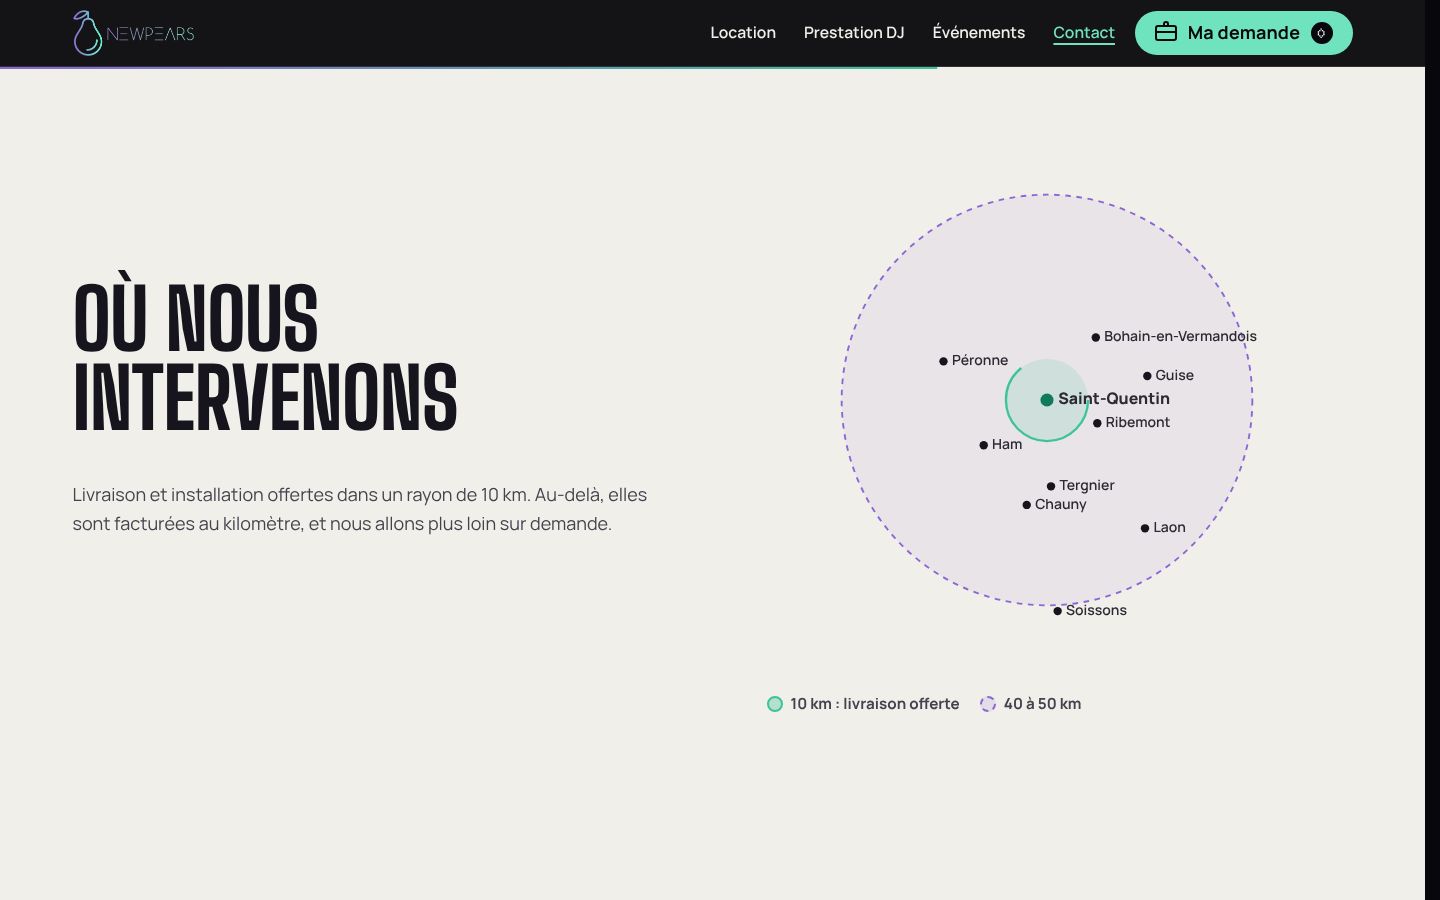 NEWPEARS
Location
Prestation DJ
Événements
Contact
Ma demande
OÙ NOUS
INTERVENONS
Livraison et installation offertes dans un rayon de 10 km. Au-delà, elles
sont facturées au kilomètre, et nous allons plus loin sur demande.
Bohain-en-Vermandois
Péronne
Guise
Saint-Quentin
Ribemont
Ham
Tergnier
Chauny
Laon
Soissons
10 km : livraison offerte
40 à 50 km